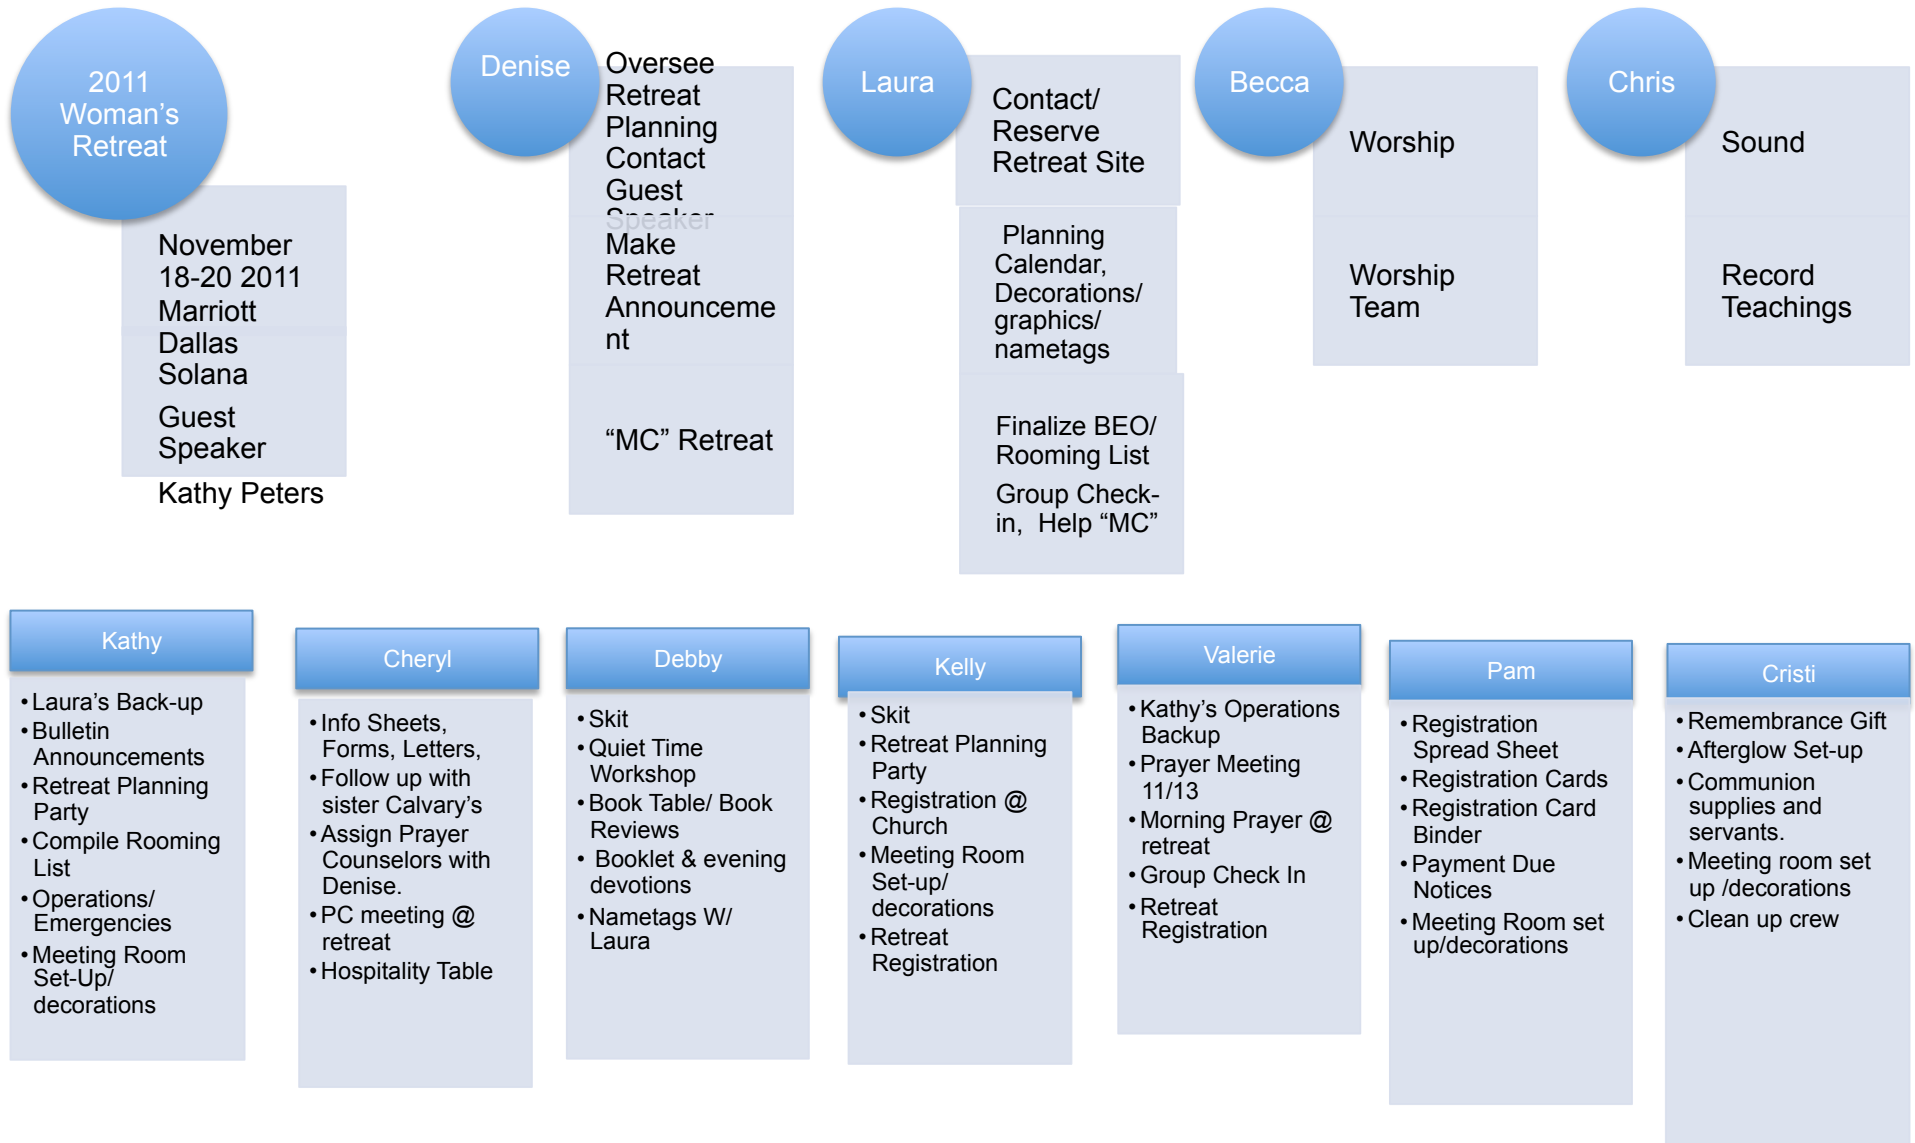 2011
Woman’s
Retreat
November
18-20 2011
Marriott
Dallas
Solana
Guest
Speaker
Kathy Peters
Denise
Oversee
Retreat
Planning
Contact
Guest
Speaker
Make
Retreat
Announceme
nt
“MC” Retreat
Laura
Contact/
Reserve
Retreat Site
Planning
Calendar,
Decorations/
graphics/
nametags
Finalize BEO/
Rooming List
Group Check-
in,  Help “MC”
Becca
Worship
Worship
Team
Chris
Sound
Record
Teachings
Kathy
• Laura’s Back-up
• Bulletin
Announcements
• Retreat Planning
Party
• Compile Rooming
List
• Operations/
Emergencies
• Meeting Room
Set-Up/
decorations
Cheryl
• Info Sheets,
Forms, Letters,
• Follow up with
sister Calvary’s
• Assign Prayer
Counselors with
Denise.
• PC meeting @
retreat
• Hospitality Table
Debby
• Skit
• Quiet Time
Workshop
• Book Table/ Book
Reviews
• Booklet & evening
devotions
• Nametags W/
Laura
Kelly
• Skit
• Retreat Planning
Party
• Registration @
Church
• Meeting Room
Set-up/
decorations
• Retreat
Registration
Valerie
• Kathy’s Operations
Backup
• Prayer Meeting
11/13
• Morning Prayer @
retreat
• Group Check In
• Retreat
Registration
Pam
• Registration
Spread Sheet
• Registration Cards
• Registration Card
Binder
• Payment Due
Notices
• Meeting Room set
up/decorations
Cristi
• Remembrance Gift
• Afterglow Set-up
• Communion
supplies and
servants.
• Meeting room set
up /decorations
• Clean up crew